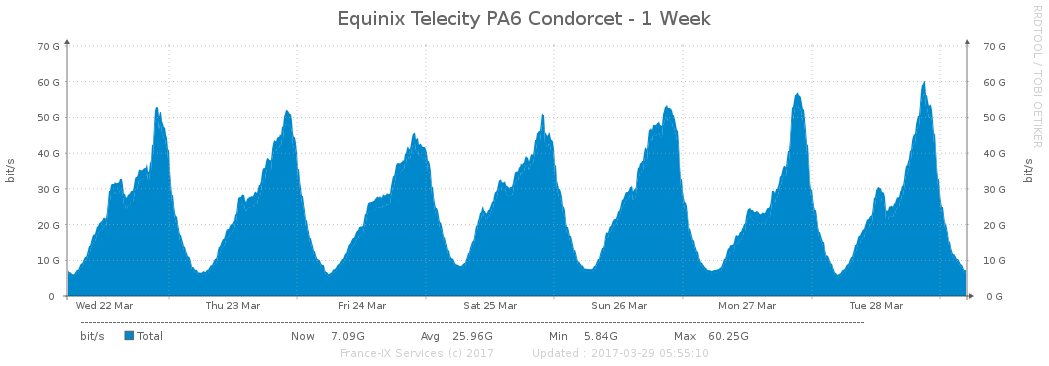 Equinix Telecity PA6 Condorcet - 1 Week
RRDTOOL / TOBI OETIKER
bit/s
70 G 70 G
60 G 60 G
50 G 50 G
40 G 40 G
30 G 30 G
20 G 20 G
10 G 10 G
0 0 G
bit/s
Wed 22 Mar Thu 23 Mar Fri 24 Mar Sat 25 Mar Sun 26 Mar Mon 27 Mar Tue 28 Mar
bit/s Total Now 7.09G Avg 25.96G Min 5.84G Max 60.25G
France-IX Services (c) 2017 Updated : 2017-03-29 05:55:10